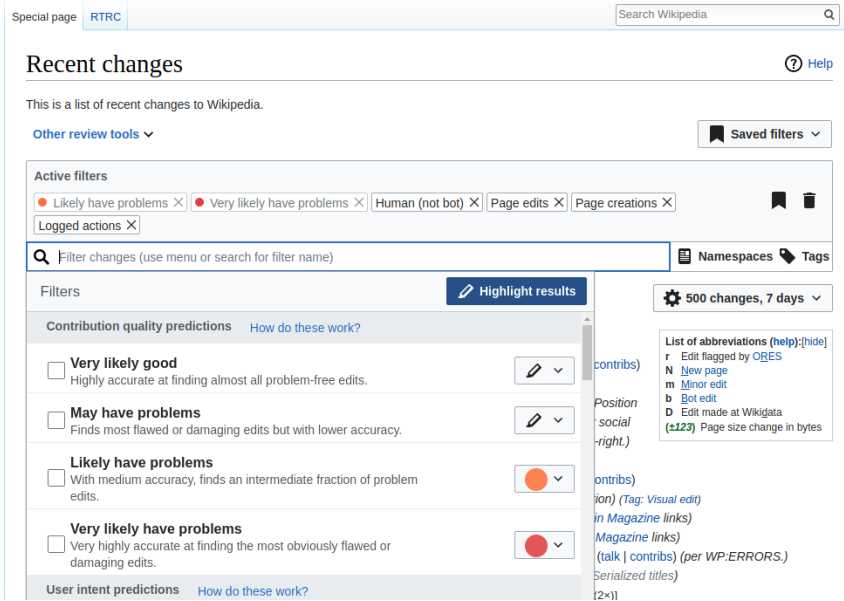 Special page RTRC Search Wikipedia
Recent changes Help
This is a list of recent changes to Wikipedia.
Other review tools Saved filters
Active filters
Likely have problems Very likely have problems Human (not bot) Page edits Page creations
Logged actions
Filter changes (use menu or search for filter name) Namespaces Tags
Filters Highlight results
500 changes, 7 days
Contribution quality predictions How do these work?
Very likely good
Highly accurate at finding almost all problem-free edits.
May have problems
Finds most flawed or damaging edits but with lower accuracy.
Likely have problems
With medium accuracy, finds an intermediate fraction of problem
edits.
Very likely have problems
Very highly accurate at finding the most obviously flawed or
damaging edits.
User intent predictions How do these work?
List of abbreviations (help):[hide]
r Edit flagged by ORES
N New page
m Minor edit
b Bot edit
D Edit made at Wikidata
(±123) Page size change in bytes
contribs)
Position
social
-right.)
ontribs)
ion) (Tag: Visual edit)
in Magazine links)
Magazine links)
(talk | contribs) (per WP:ERRORS.)
Serialized titles)
(2×)]